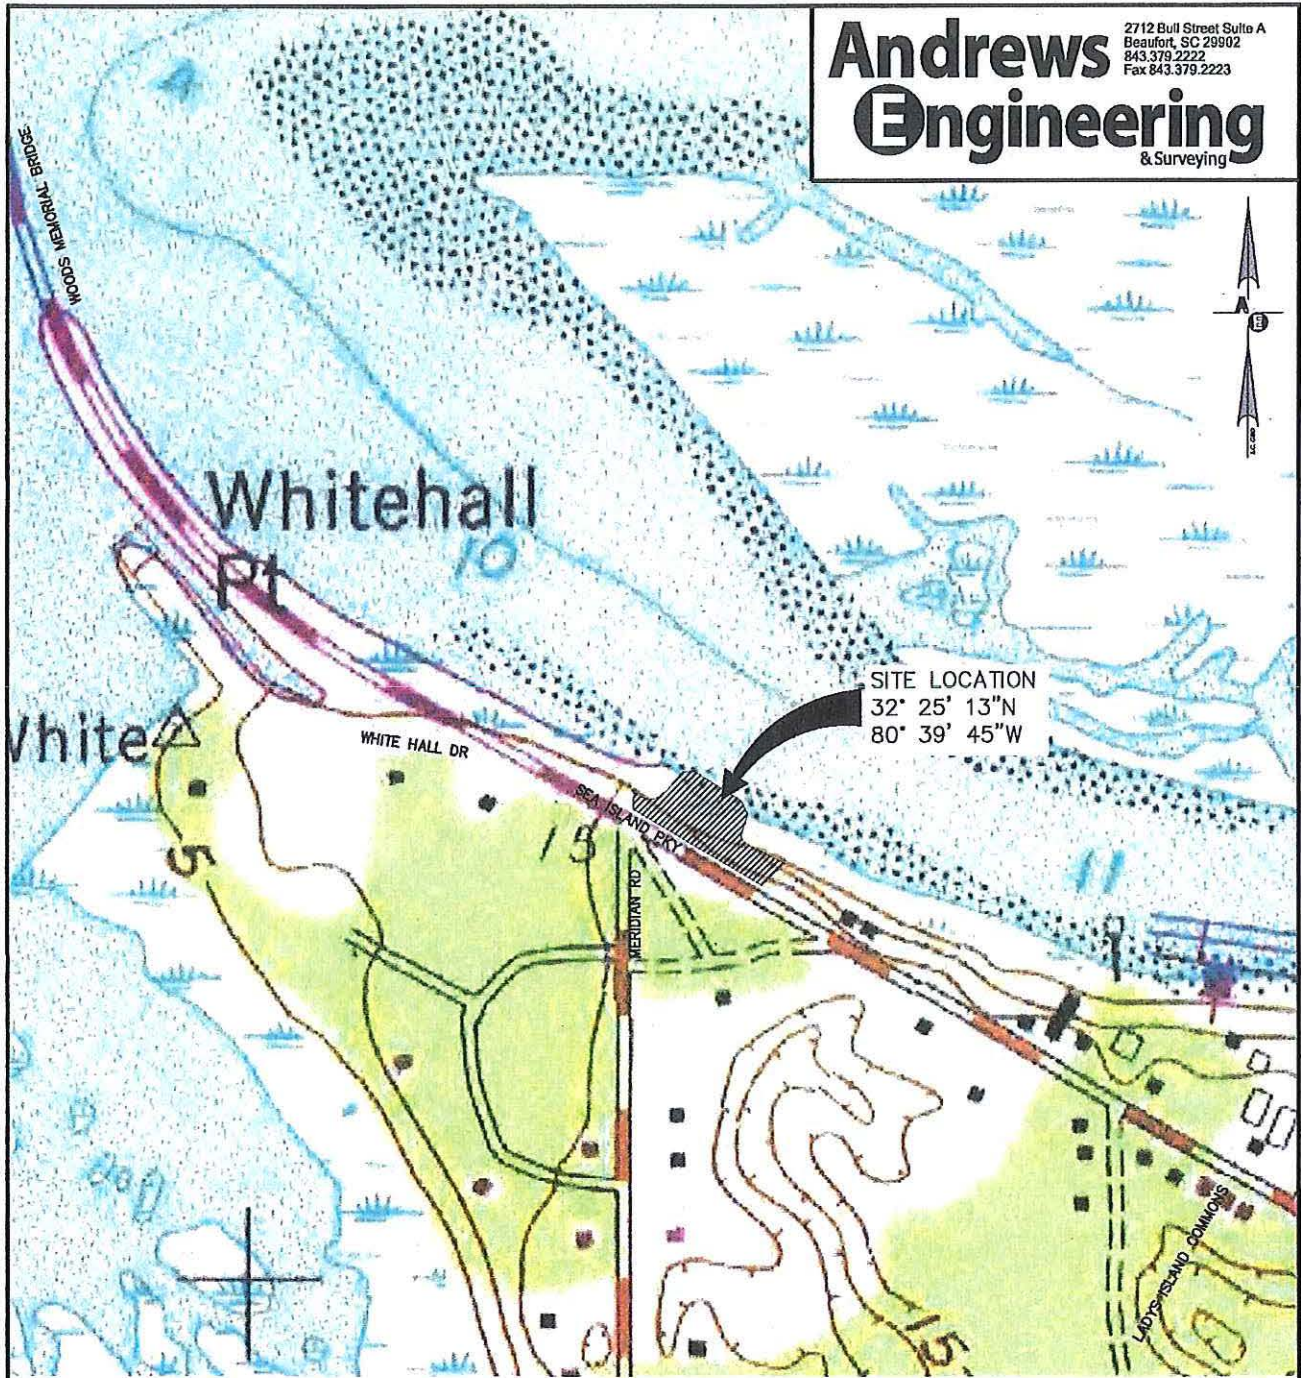 Andrews
Engineering
& Surveying
2712 Bull Street Suite A
Beaufort, SC 29902
843.379.2222
Fax 843.379.2223
WOODS MEMORIAL BRIDGE
Whitehall
Pt
10
SITE LOCATION
32° 25' 13"N
80° 39' 45"W
White
WHITE HALL DR
SEA ISLAND PKY
15
MERIDIAN RD
5
11
LADYS ISLAND COMMONS
15